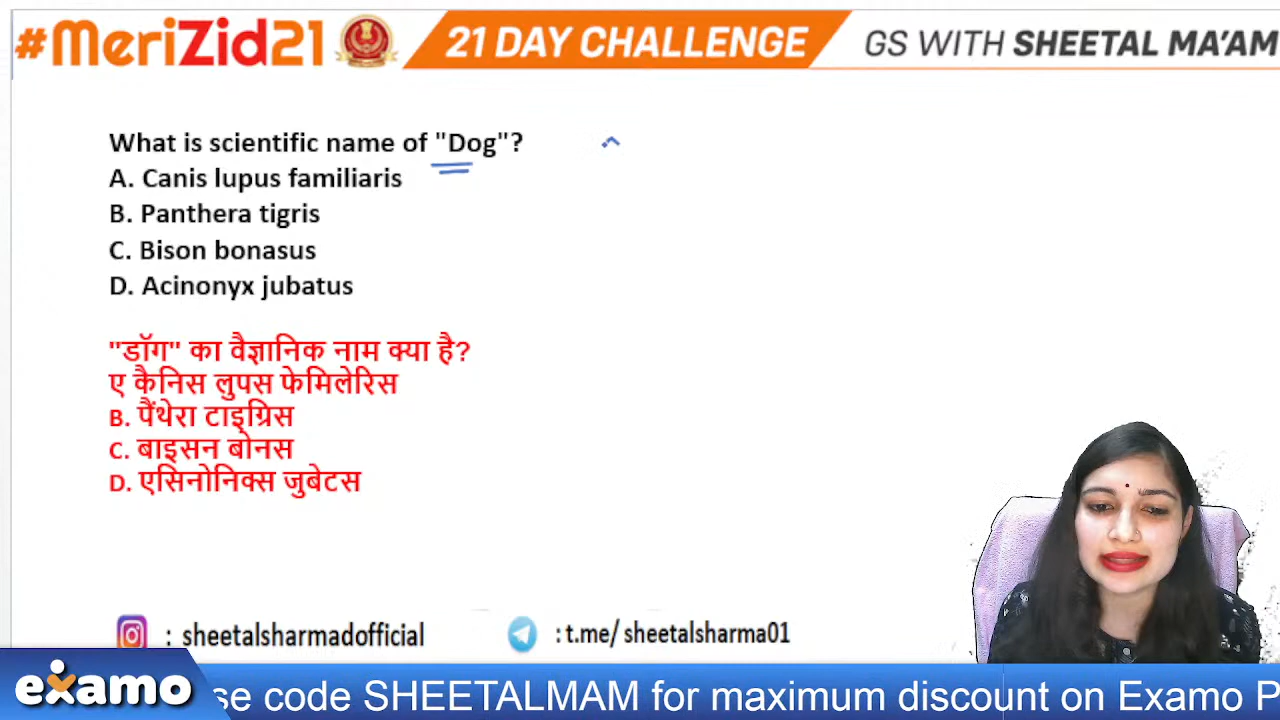 #MeriZid21
21 DAY CHALLENGE
GS WITH SHEETAL MA'AM
What is scientific name of "Dog"?
A. Canis lupus familiaris
B. Panthera tigris
C. Bison bonasus
D. Acinonyx jubatus
"डॉग" का वैज्ञानिक नाम क्या है?
ए कैनिस लुपस फेमिलेरिस
B. पैंथेरा टाइग्रिस
C. बाइसन बोनस
D. एसिनोनिक्स जुबेटस
: sheetalsharmadofficial
: t.me/ sheetalsharma01
examo
se code SHEETALMAM for maximum discount on Examo P